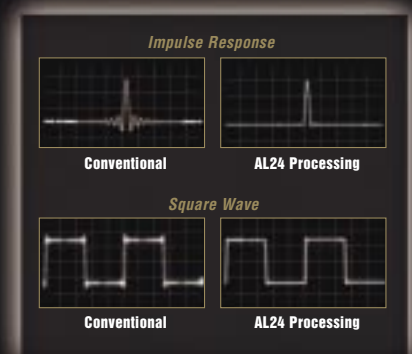 Impulse Response
Conventional
AL24 Processing
Square Wave
Conventional
AL24 Processing